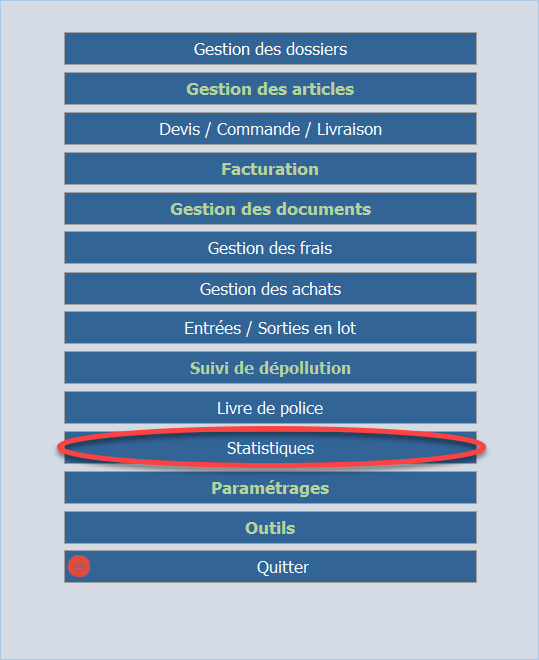 Gestion des dossiers
Gestion des articles
Devis / Commande / Livraison
Facturation
Gestion des documents
Gestion des frais
Gestion des achats
Entrées / Sorties en lot
Suivi de dépollution
Livre de police
Statistiques
Paramétrages
Outils
Quitter